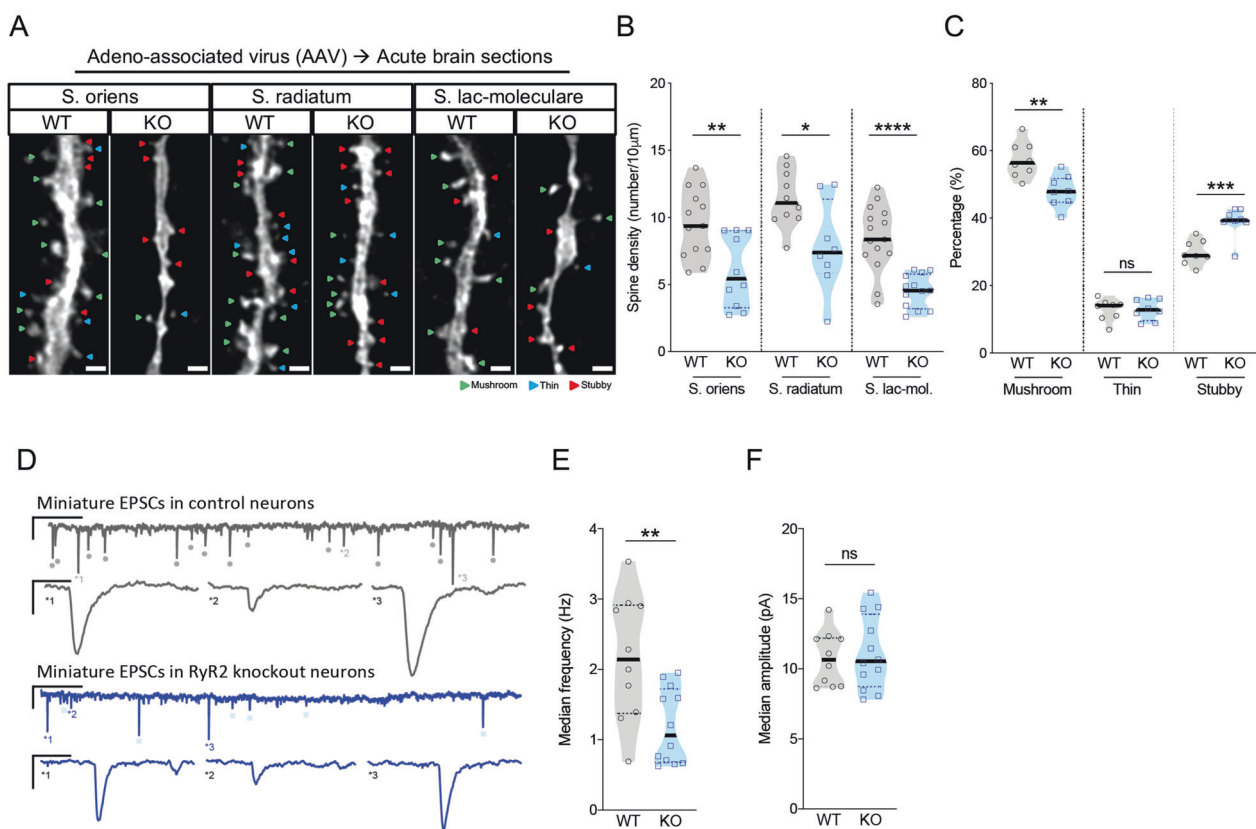 A
Adeno-associated virus (AAV) → Acute brain sections
S. oriens S. radiatum S. lac-moleculare
WT KO WT KO WT KO
Mushroom Thin Stubby
B
Spine density (number/10μm)
20
15
10
5
0
** * ****
WT KO WT KO WT KO
S. oriens S. radiatum S. lac-mol.
C
Percentage (%)
80
60
40
20
0
**
ns
***
WT KO WT KO WT KO
Mushroom Thin Stubby
D
Miniature EPSCs in control neurons
*1 *2 *3
*1 *2 *3
Miniature EPSCs in RyR2 knockout neurons
*1 *2 *3
*1 *2 *3
E
Median frequency (Hz)
4
3
2
1
0
**
WT KO
F
Median amplitude (pA)
20
15
10
5
0
ns
WT KO